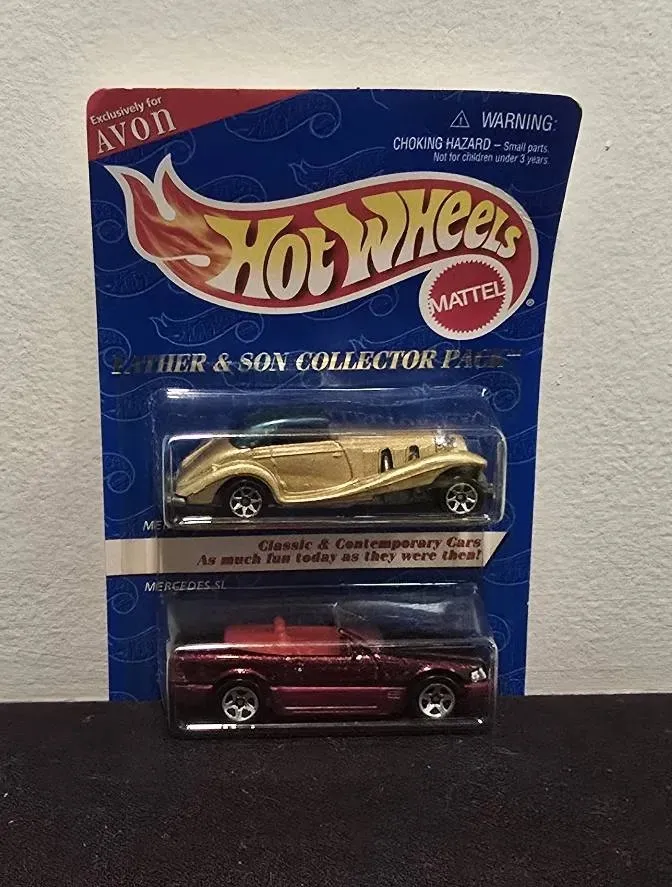 Exclusively for
AVON
⚠ WARNING:
CHOKING HAZARD – Small parts.
Not for children under 3 years.
Hot Wheels
MATTEL
®
FATHER & SON COLLECTOR PACK™
Classic & Contemporary Cars
As much fun today as they were then!
MERCEDES SL